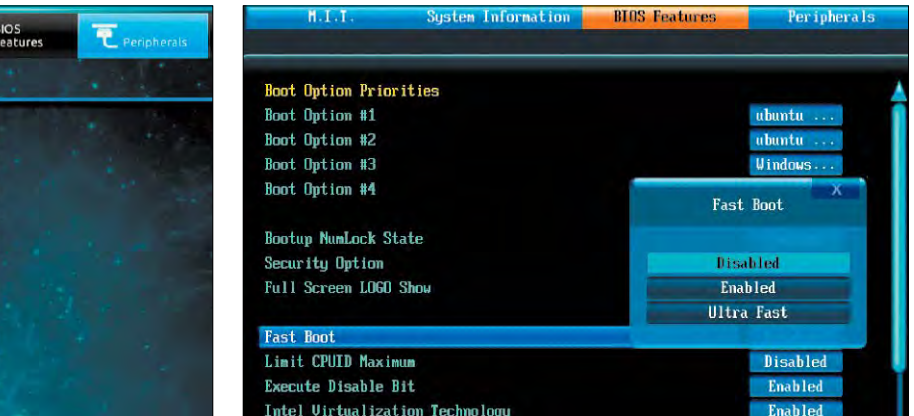 BIOS
eatures
Peripherals
M.I.T.
System Information
BIOS Features
Peripherals
Boot Option Priorities
Boot Option #1
ubuntu ...
Boot Option #2
ubuntu ...
Boot Option #3
Windows...
Boot Option #4
X
Fast Boot
Bootup NumLock State
Security Option
Disabled
Full Screen LOGO Show
Enabled
Ultra Fast
Fast Boot
Limit CPUID Maximum
Disabled
Execute Disable Bit
Enabled
Intel Virtualization Technology
Enabled